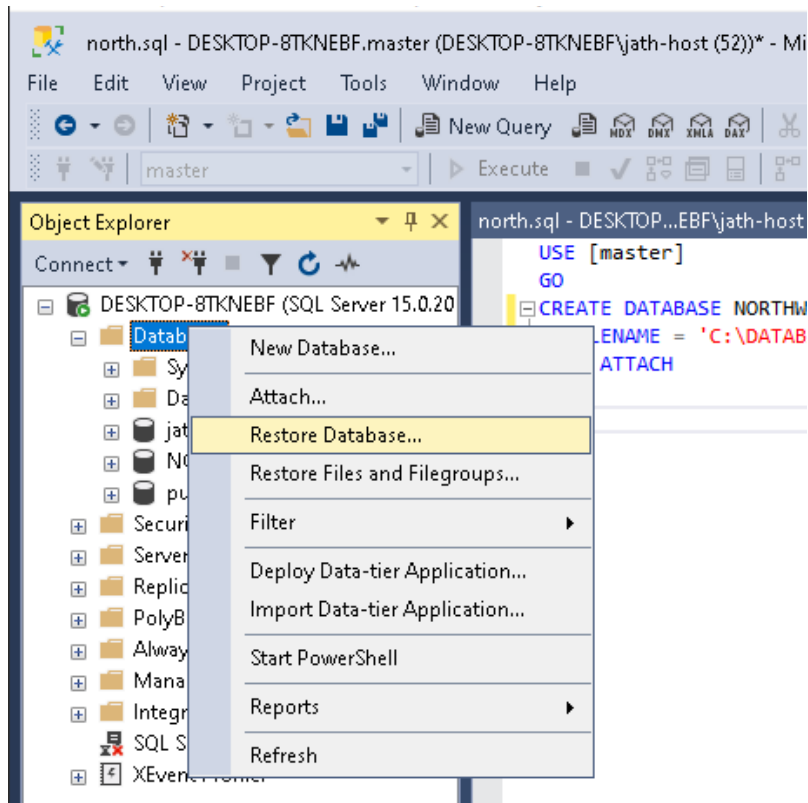 north.sql - DESKTOP-8TKNEBF.master (DESKTOP-8TKNEBF\jath-host (52))* - Mi
File Edit View Project Tools Window Help
New Query MDX DMX XMLA DAX
master Execute
Object Explorer
north.sql - DESKTOP...EBF\jath-host
Connect
USE [master]
GO
DESKTOP-8TKNEBF (SQL Server 15.0.20
CREATE DATABASE NORTHW
Datab
LENAME = 'C:\DATAB
ATTACH
New Database...
Sy
Attach...
Da
jat
Restore Database...
Restore Files and Filegroups...
pu
Securi
Filter
Server
Deploy Data-tier Application...
Replic
Import Data-tier Application...
PolyB
Alway
Start PowerShell
Mana
Reports
Integr
SQL S
Refresh
XEvent